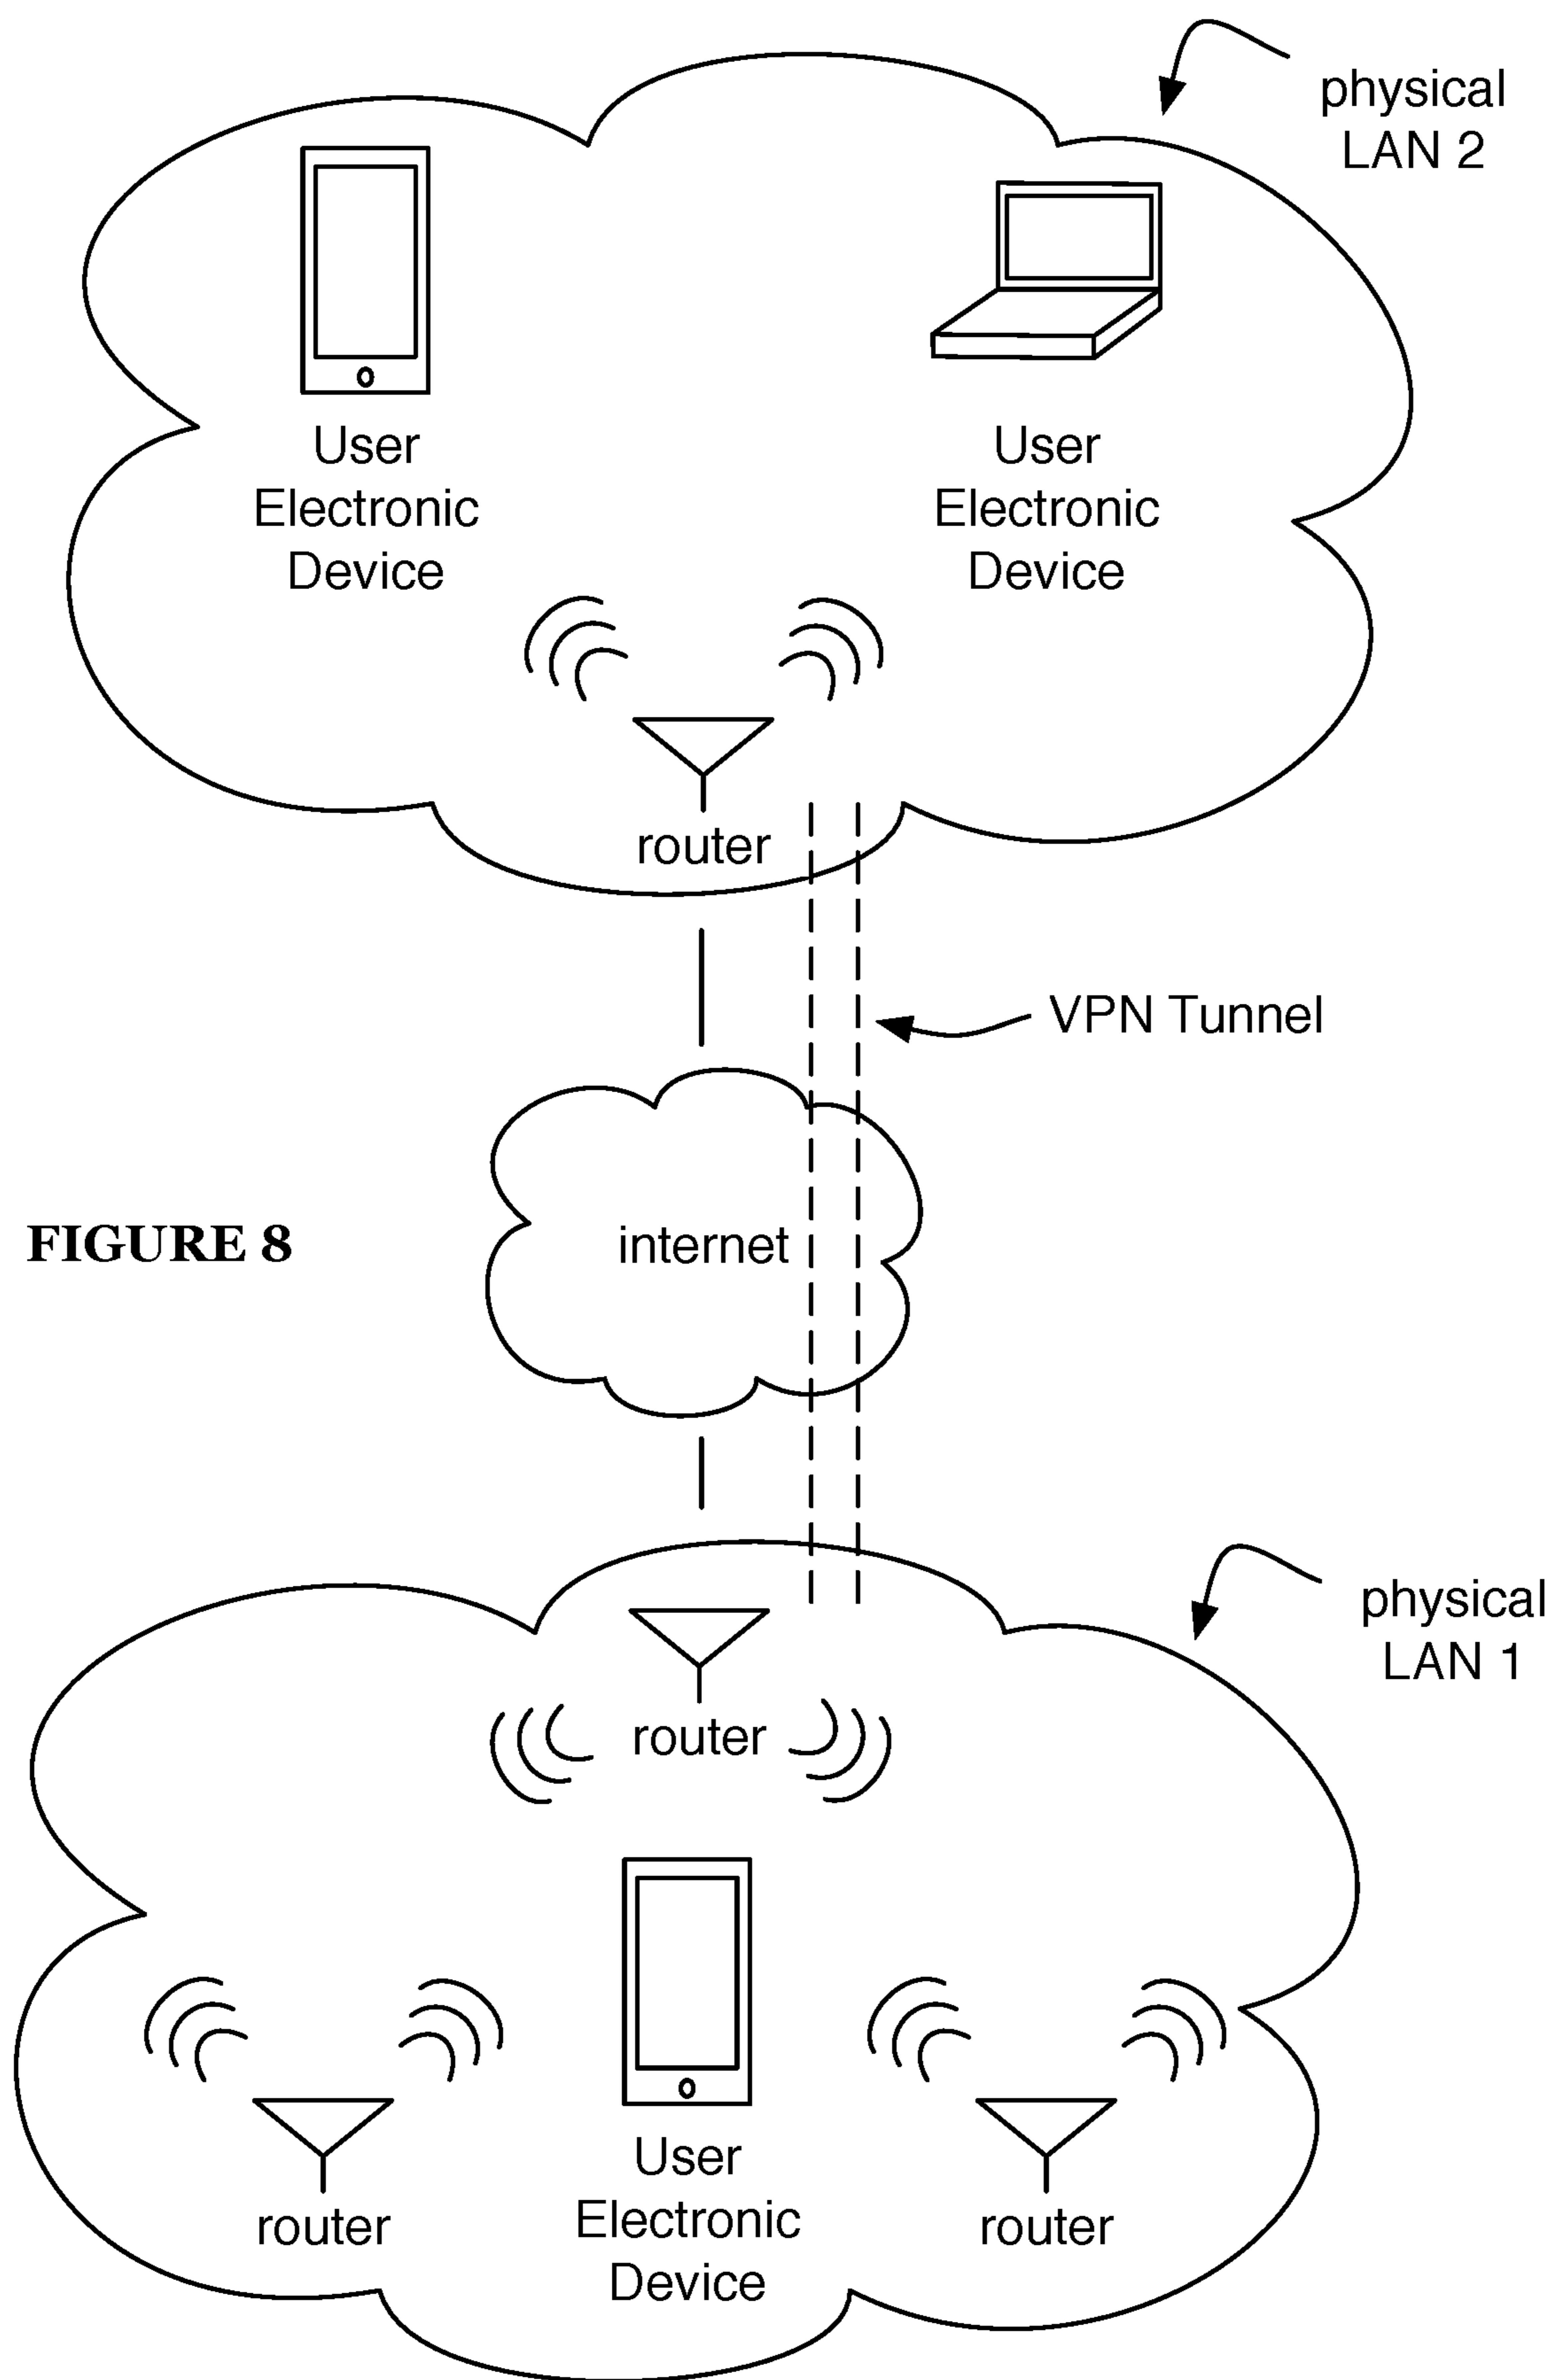 physical
LAN 2
User
Electronic
Device
User
Electronic
Device
router
VPN Tunnel
FIGURE 8
internet
physical
LAN 1
router
User
Electronic
Device
router
router